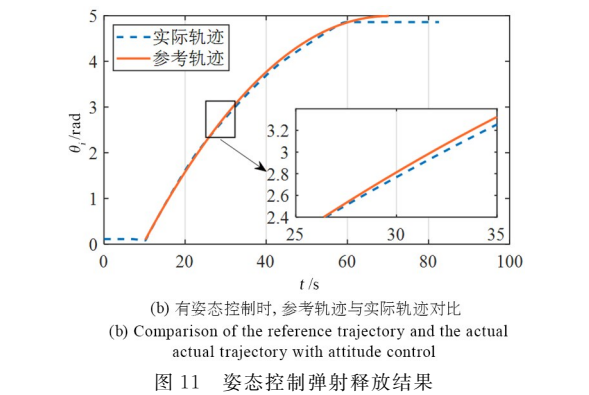 5
4
3
2
1
0
θi/rad
实际轨迹
参考轨迹
3.2
3
2.8
2.6
2.4
25 30 35
0 20 40 60 80 100
t/s
(b) 有姿态控制时, 参考轨迹与实际轨迹对比
(b) Comparison of the reference trajectory and the actual
actual trajectory with attitude control
图 11 姿态控制弹射释放结果